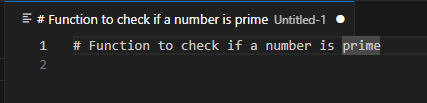 # Function to check if a number is prime Untitled-1
1 # Function to check if a number is prime
2